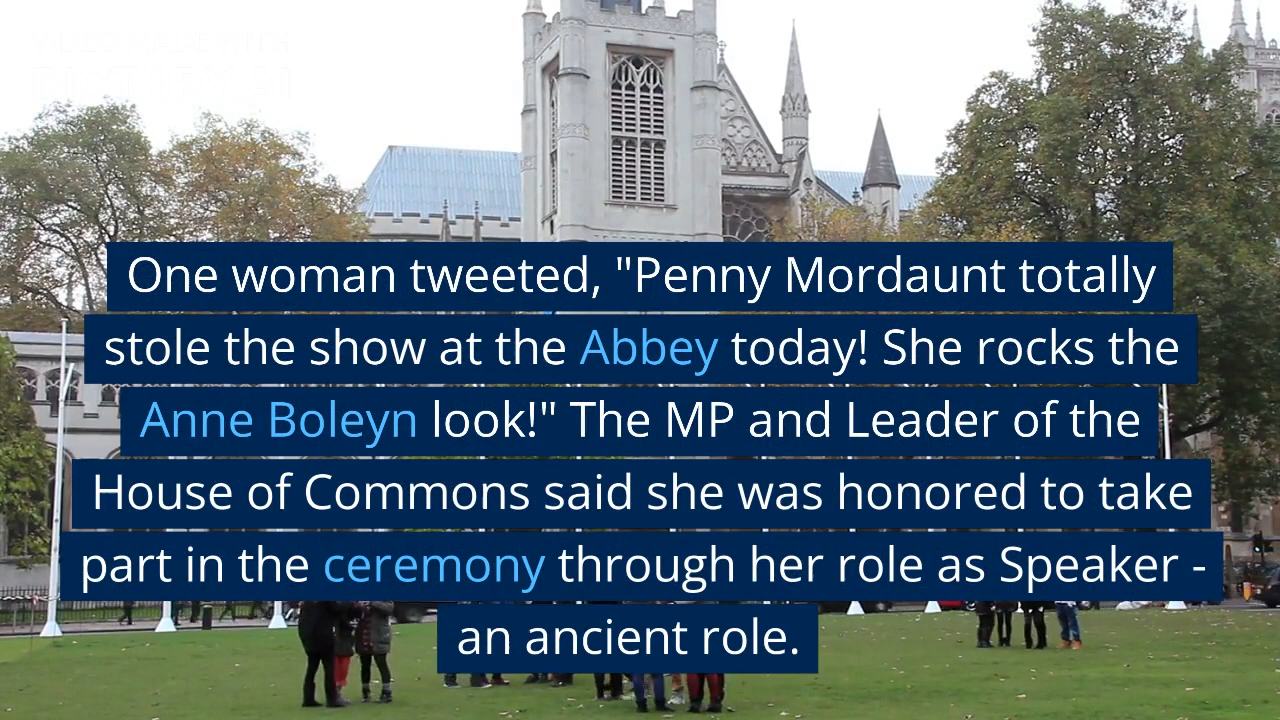 One woman tweeted, "Penny Mordaunt totally
stole the show at the Abbey today! She rocks the
Anne Boleyn look!" The MP and Leader of the
House of Commons said she was honored to take
part in the ceremony through her role as Speaker -
an ancient role.